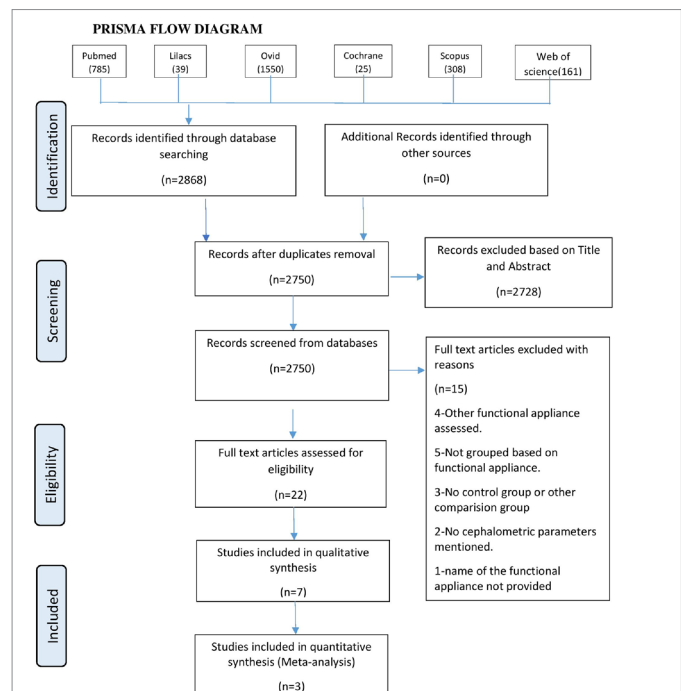 PRISMA FLOW DIAGRAM
Pubmed
(785)
Lilacs
(39)
Ovid
(1550)
Cochrane
(25)
Scopus
(308)
Web of
science(161)
Identification
Records identified through database
searching
(n=2868)
Additional Records identified through
other sources
(n=0)
Screening
Records after duplicates removal
(n=2750)
Records excluded based on Title
and Abstract
(n=2728)
Records screened from databases
(n=2750)
Full text articles excluded with
reasons
(n=15)
4-Other functional appliance
assessed.
5-Not grouped based on
functional appliance.
3-No control group or other
comparision group
2-No cephalometric parameters
mentioned.
1-name of the functional
appliance not provided
Eligibility
Full text articles assessed for
eligibility
(n=22)
Included
Studies included in qualitative
synthesis
(n=7)
Studies included in quantitative
synthesis (Meta-analysis)
(n=3)